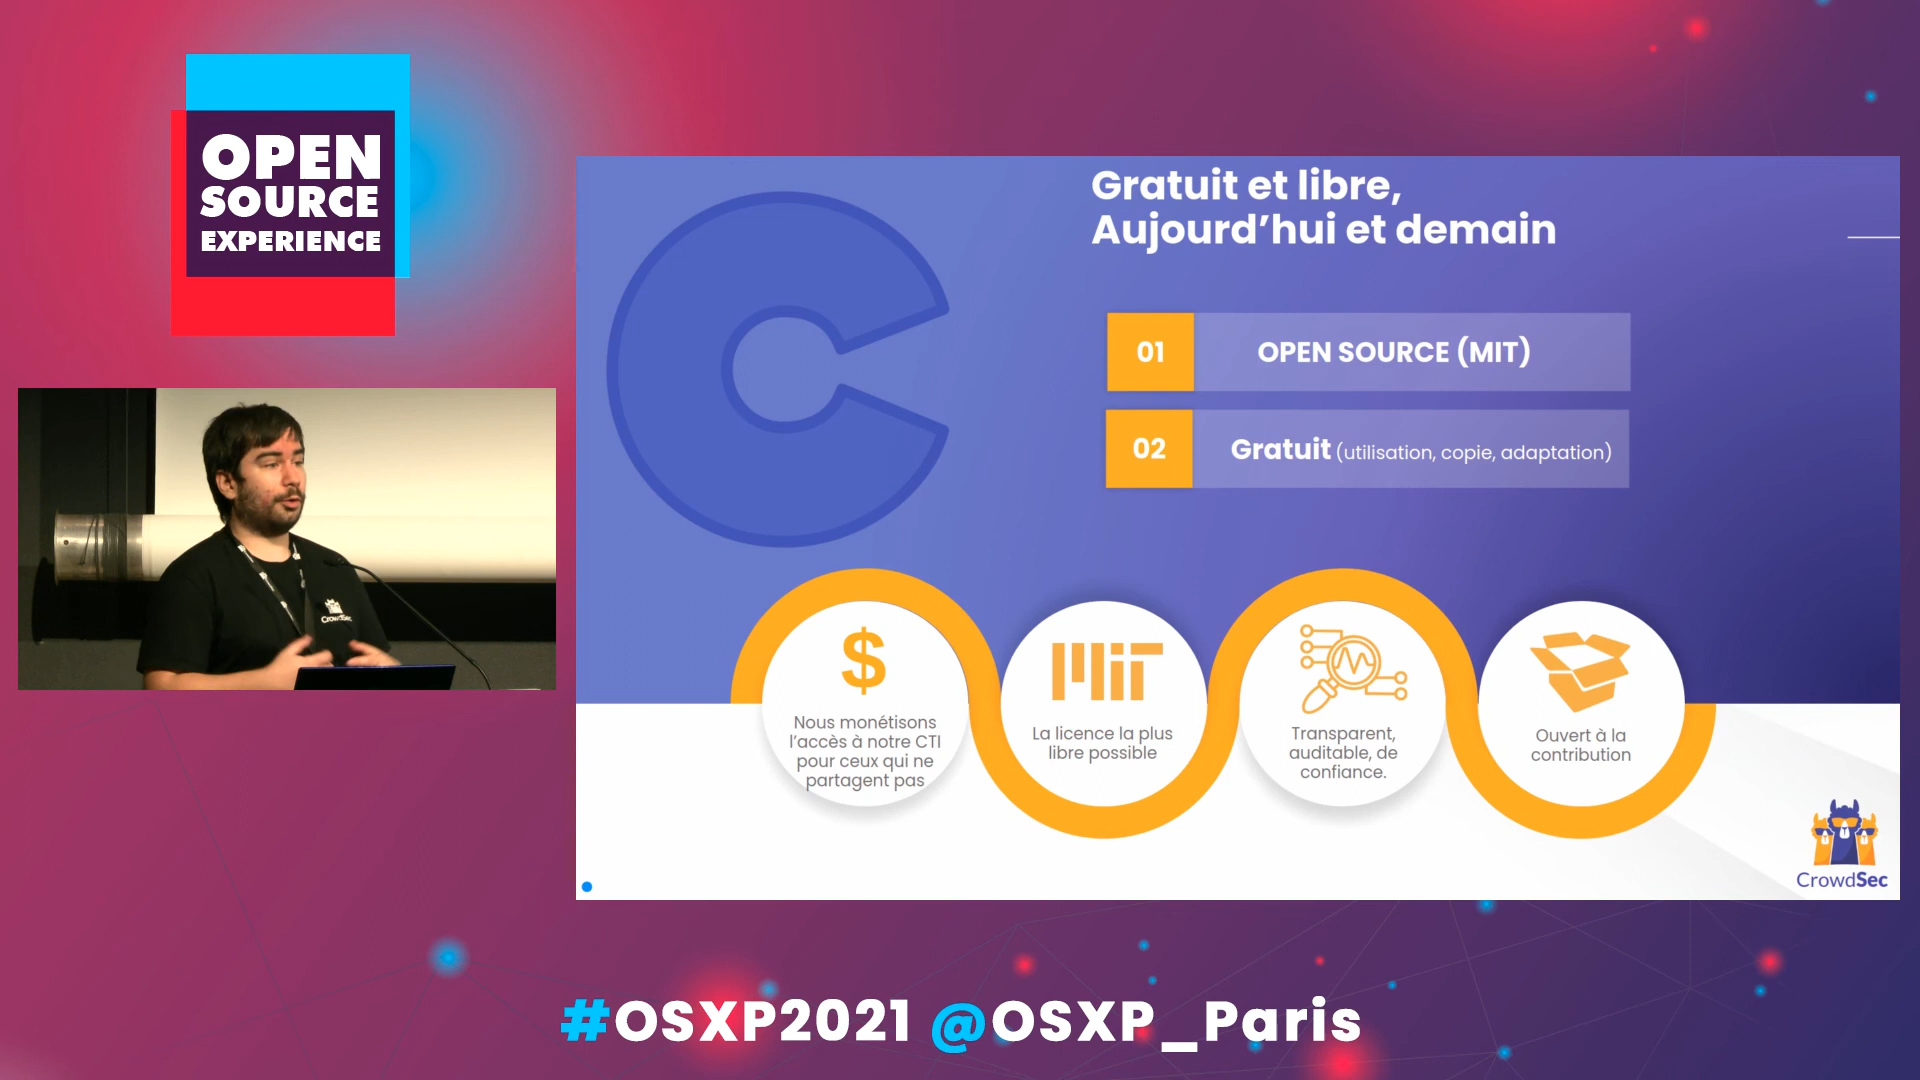 OPEN
SOURCE
EXPERIENCE
CrowdSec
Gratuit et libre,
Aujourd'hui et demain
01
OPEN SOURCE (MIT)
02
Gratuit (utilisation, copie, adaptation)
$
Nous monétisons
l'accès à notre CTI
pour ceux qui ne
partagent pas
MiT
La licence la plus
libre possible
Transparent,
auditable, de
confiance.
Ouvert à la
contribution
CrowdSec
#OSXP2021 @OSXP_Paris